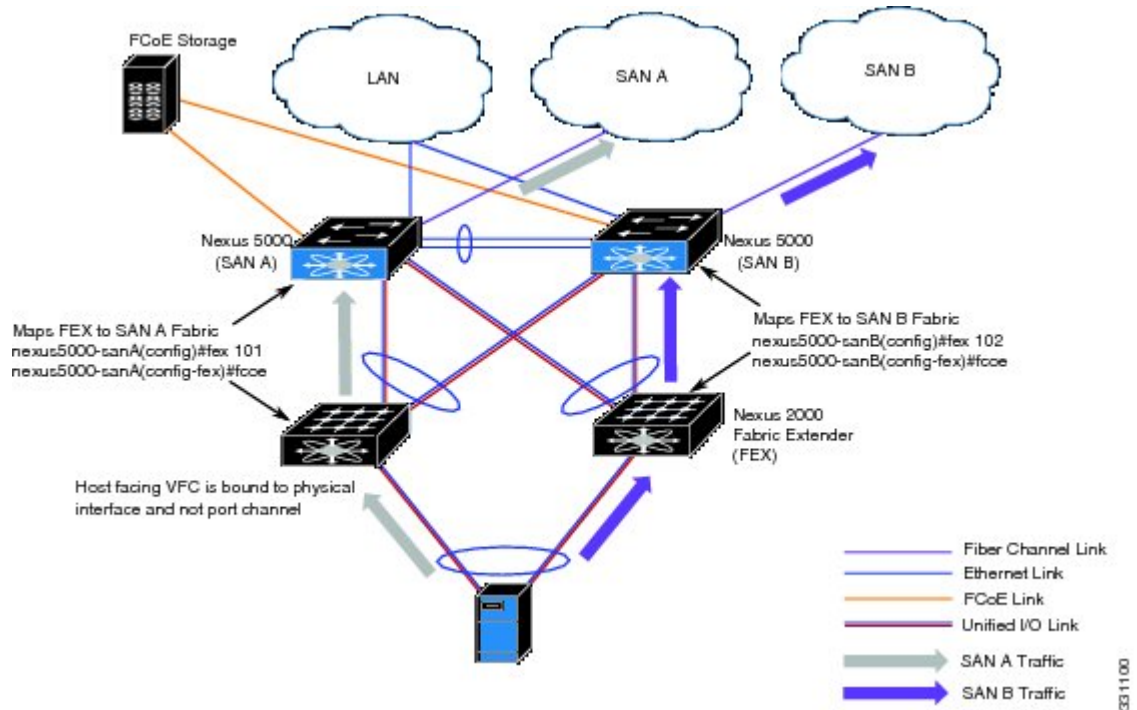 FCoE Storage
LAN
SAN A
SAN B
Nexus 5000
(SAN A)
Nexus 5000
(SAN B)
Maps FEX to SAN A Fabric
nexus5000-sanA(config)#fex 101
nexus5000-sanA(config-fex)#fcoe
Maps FEX to SAN B Fabric
nexus5000-sanB(config)#fex 102
nexus5000-sanB(config-fex)#fcoe
Nexus 2000
Fabric Extender
(FEX)
Host facing VFC is bound to physical
interface and not port channel
Fiber Channel Link
Ethernet Link
FCoE Link
Unified I/O Link
SAN A Traffic
SAN B Traffic
331100